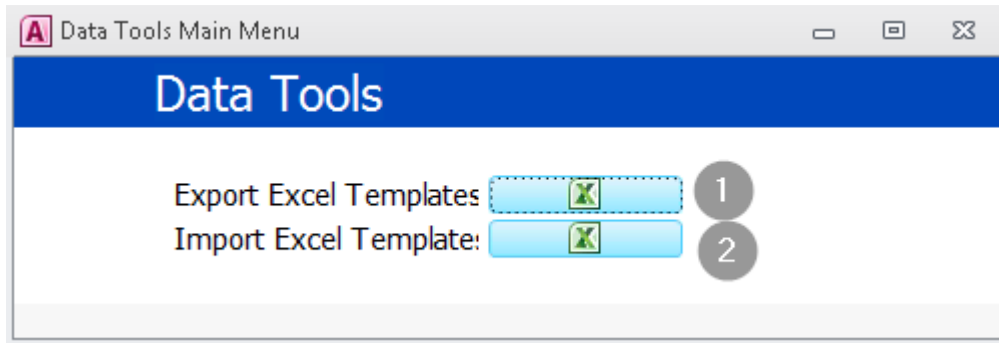 Data Tools Main Menu
Data Tools
Export Excel Templates 1
Import Excel Template: 2